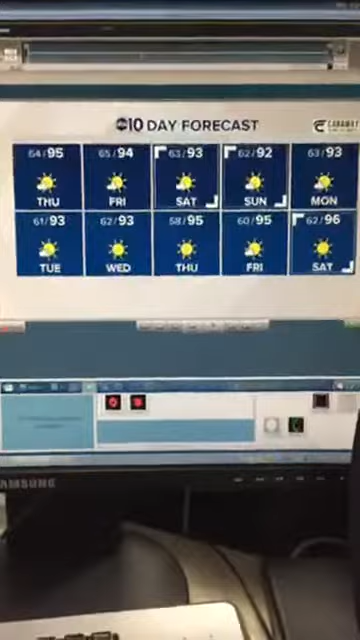 abc10 DAY FORECAST
CARAWAY
64/95 65/94 63/93 62/92 63/93
THU FRI SAT SUN MON
61/93 62/93 58/95 60/95 62/96
TUE WED THU FRI SAT
SAMSUNG